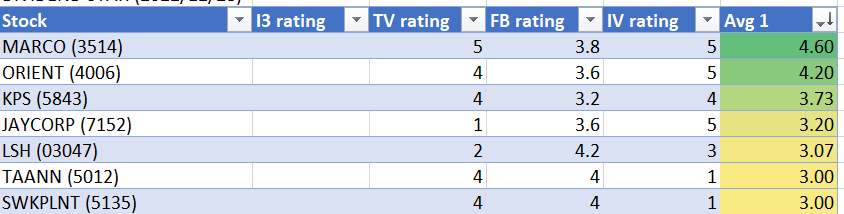 Stock I3 rating TV rating FB rating IV rating Avg 1
MARCO (3514) 5 3.8 5 4.60
ORIENT (4006) 4 3.6 5 4.20
KPS (5843) 4 3.2 4 3.73
JAYCORP (7152) 1 3.6 5 3.20
LSH (03047) 2 4.2 3 3.07
TAANN (5012) 4 4 1 3.00
SWKPLNT (5135) 4 4 1 3.00